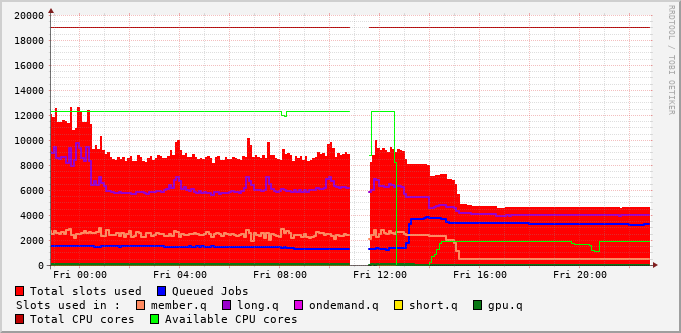 20000
18000
16000
14000
12000
10000
8000
6000
4000
2000
0
Fri 00:00 Fri 04:00 Fri 08:00 Fri 12:00 Fri 16:00 Fri 20:00
RRDTOOL / TOBI OETIKER
Total slots used Queued Jobs
Slots used in : member.q long.q ondemand.q short.q gpu.q
Total CPU cores Available CPU cores